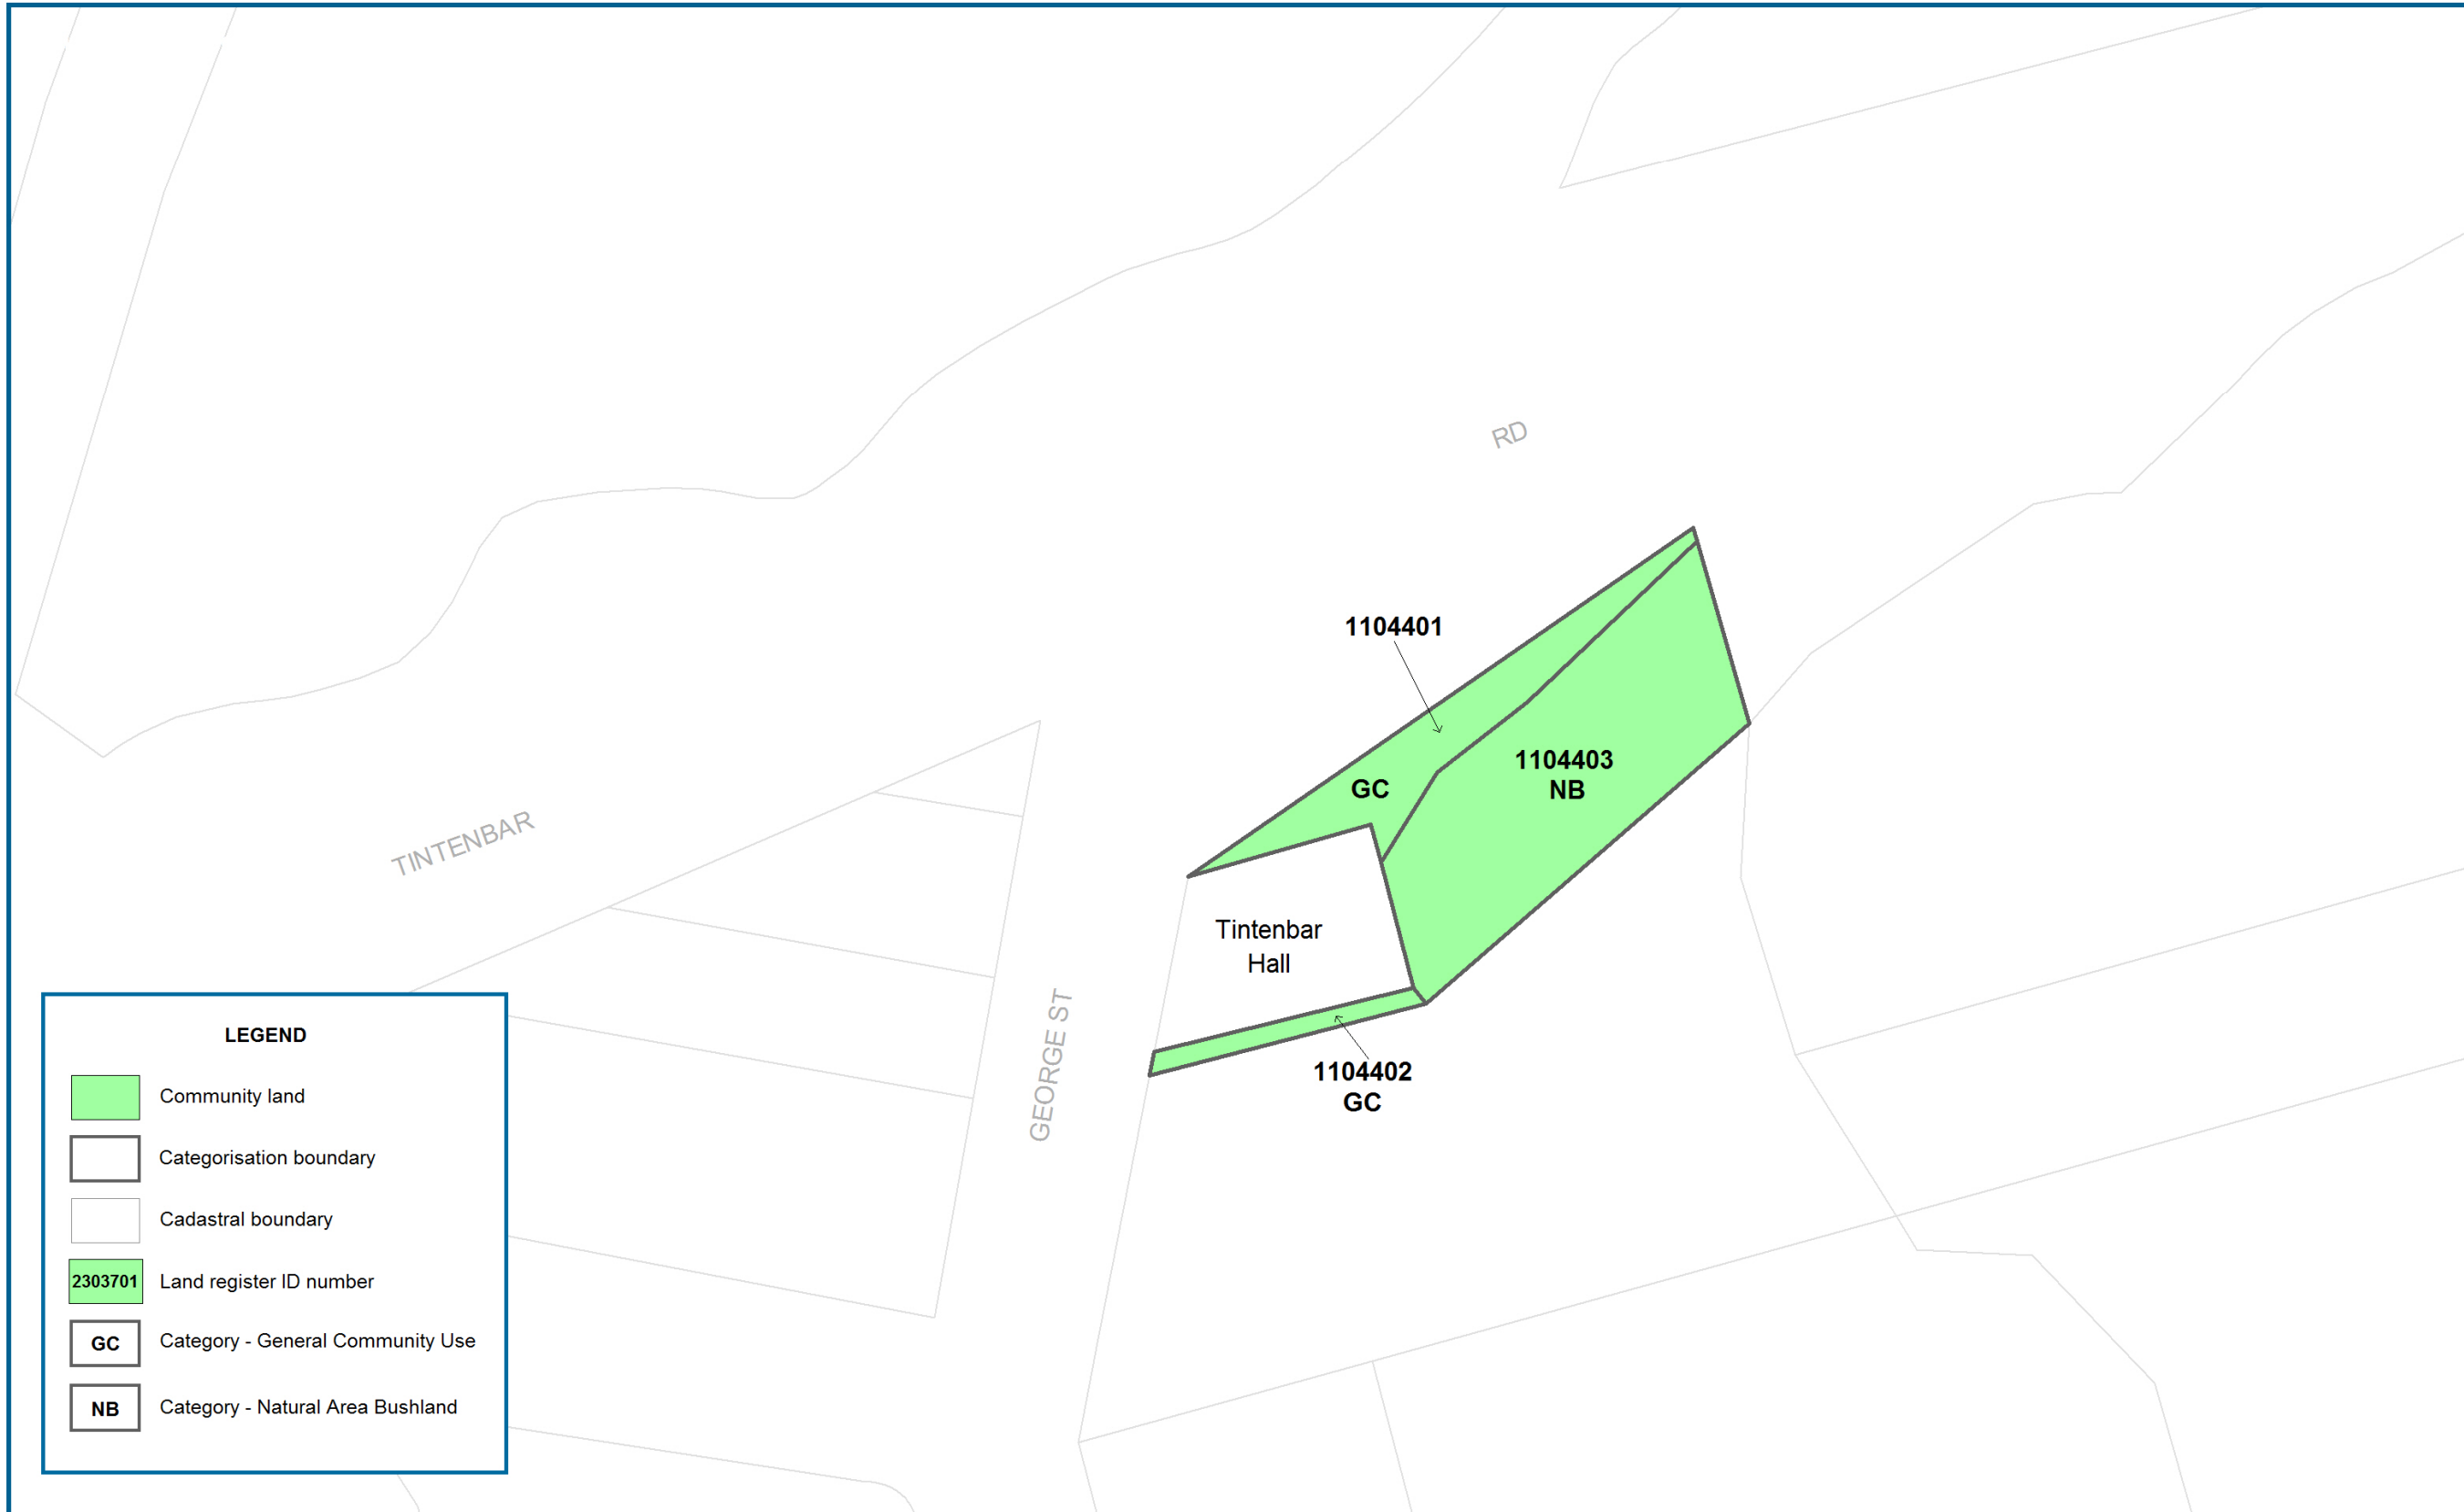 RD
1104401
1104403
NB
GC
TINTENBAR
Tintenbar
Hall
GEORGE ST
1104402
GC
LEGEND
Community land
Categorisation boundary
Cadastral boundary
2303701 Land register ID number
GC Category - General Community Use
NB Category - Natural Area Bushland